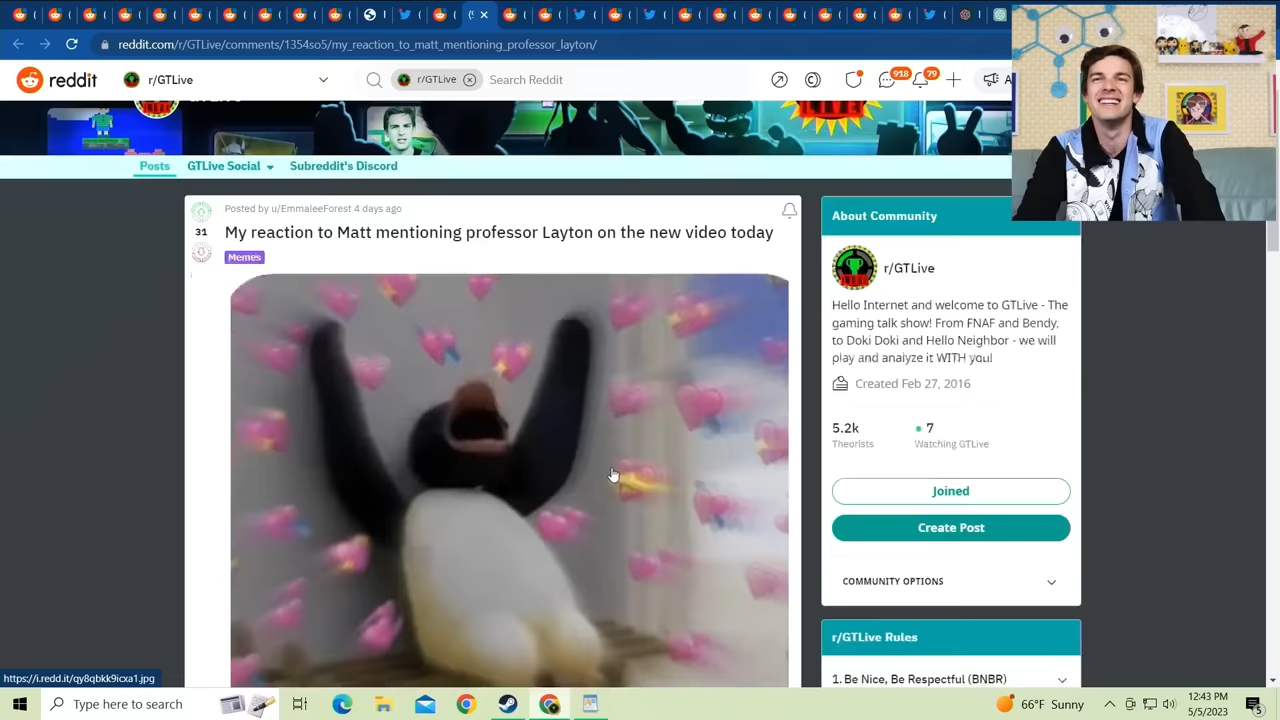 reddit.com/r/GTLive/comments/1354so5/my_reaction_to_matt_mentioning_professor_layton/
reddit
r/GTLive
r/GTLive
Search Reddit
918
79
Posts
GTLive Social
Subreddit's Discord
Posted by u/EmmaleeForest 4 days ago
31
My reaction to Matt mentioning professor Layton on the new video today
Memes
About Community
r/GTLive
Hello Internet and welcome to GTLive - The
gaming talk show! From FNAF and Bendy,
to Doki Doki and Hello Neighbor - we will
play and analyze it WITH you!
Created Feb 27, 2016
5.2k
7
Theorists
Watching GTLive
Joined
Create Post
COMMUNITY OPTIONS
r/GTLive Rules
1. Be Nice, Be Respectful (BNBR)
https://i.redd.it/qy8qbkk9icxa1.jpg
Type here to search
66°F Sunny
12:43 PM
5/5/2023
5